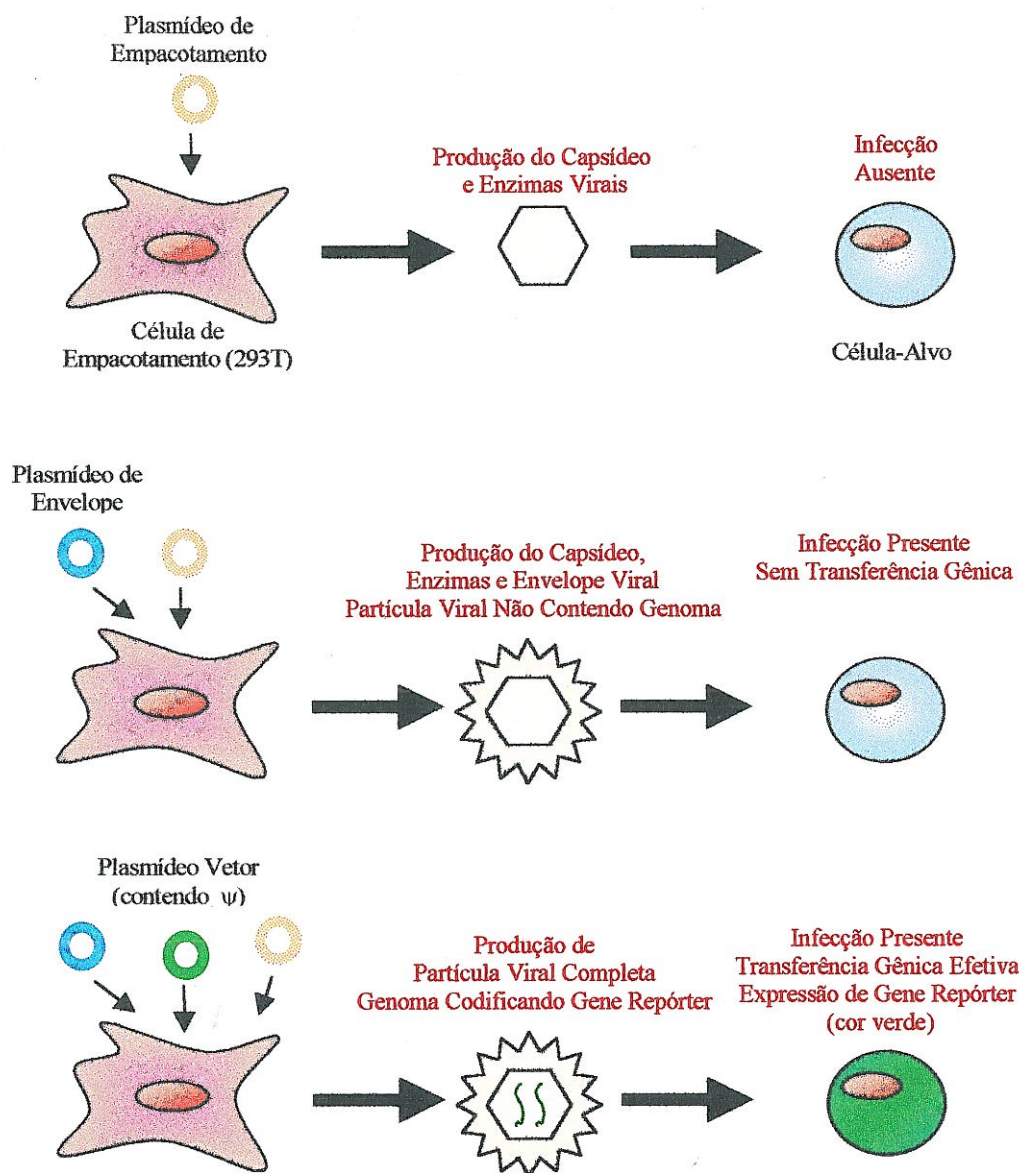 Plasmídeo de
Empacotamento
Produção do Capsídeo
e Enzimas Virais
Infecção
Ausente
Célula de
Empacotamento (293T)
Célula-Alvo
Plasmídeo de
Envelope
Produção do Capsídeo,
Enzimas e Envelope Viral
Partícula Viral Não Contendo Genoma
Infecção Presente
Sem Transferência Gênica
Plasmídeo Vetor
(contendo ψ)
Produção de
Partícula Viral Completa
Genoma Codificando Gene Repórter
Infecção Presente
Transferência Gênica Efetiva
Expressão de Gene Repórter
(cor verde)